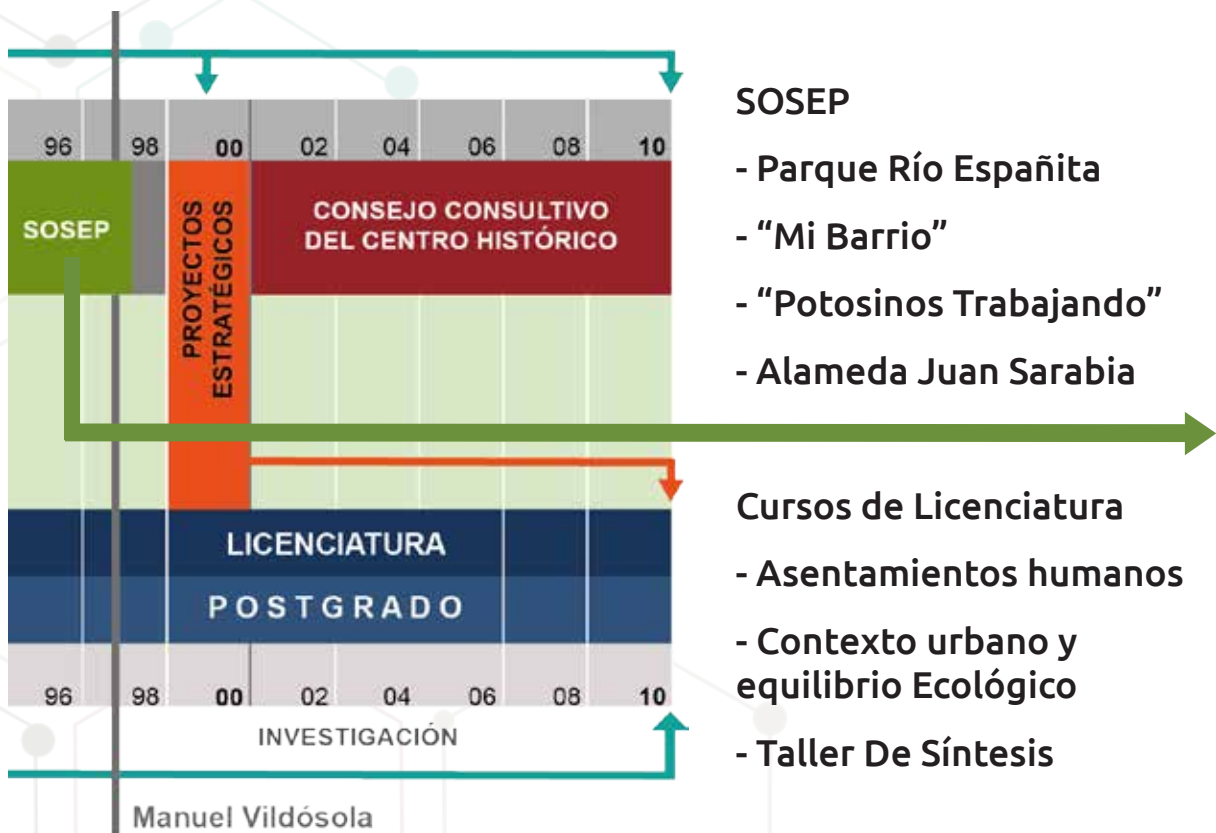 96 98 00 02 04 06 08 10
SOSEP
PROYECTOS
ESTRATÉGICOS
CONSEJO CONSULTIVO
DEL CENTRO HISTÓRICO
LICENCIATURA
POSTGRADO
96 98 00 02 04 06 08 10
INVESTIGACIÓN
Manuel Vildósola
SOSEP
- Parque Río Españita
- “Mi Barrio”
- “Potosinos Trabajando”
- Alameda Juan Sarabia
Cursos de Licenciatura
- Asentamientos humanos
- Contexto urbano y
equilibrio Ecológico
- Taller De Síntesis